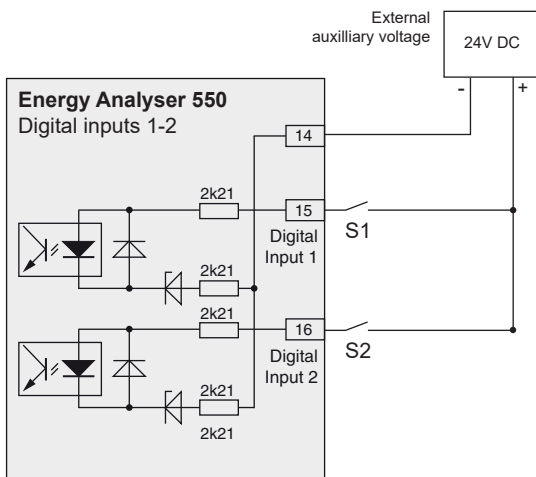 External
auxilliary voltage
24V DC
- +
Energy Analyser 550
Digital inputs 1-2
14
2k21
15
S1
Digital
Input 1
2k21
2k21
16
S2
Digital
Input 2
2k21
2k21